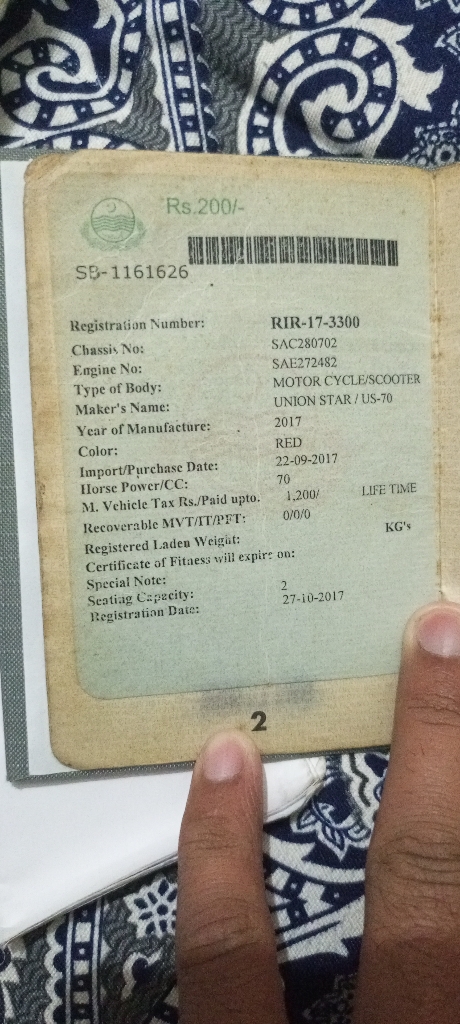 Rs.200/-
SB-1161626
Registration Number: RIR-17-3300
Chassis No: SAC280702
Engine No: SAE272482
Type of Body: MOTOR CYCLE/SCOOTER
Maker's Name: UNION STAR / US-70
Year of Manufacture: 2017
Color: RED
Import/Purchase Date: 22-09-2017
Horse Power/CC: 70
M. Vehicle Tax Rs./Paid upto. 1,200/ LIFE TIME
Recoverable MVT/IT/PFT: 0/0/0
Registered Laden Weight: KG's
Certificate of Fitness will expire on:
Special Note:
Seating Capacity: 2
Registration Date: 27-10-2017
2